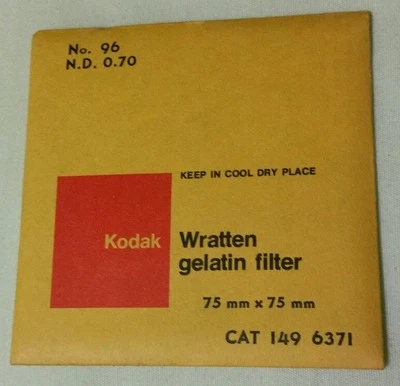 No. 96
N.D. 0.70
KEEP IN COOL DRY PLACE
Kodak
Wratten
gelatin filter
75 mm x 75 mm
CAT 149 6371